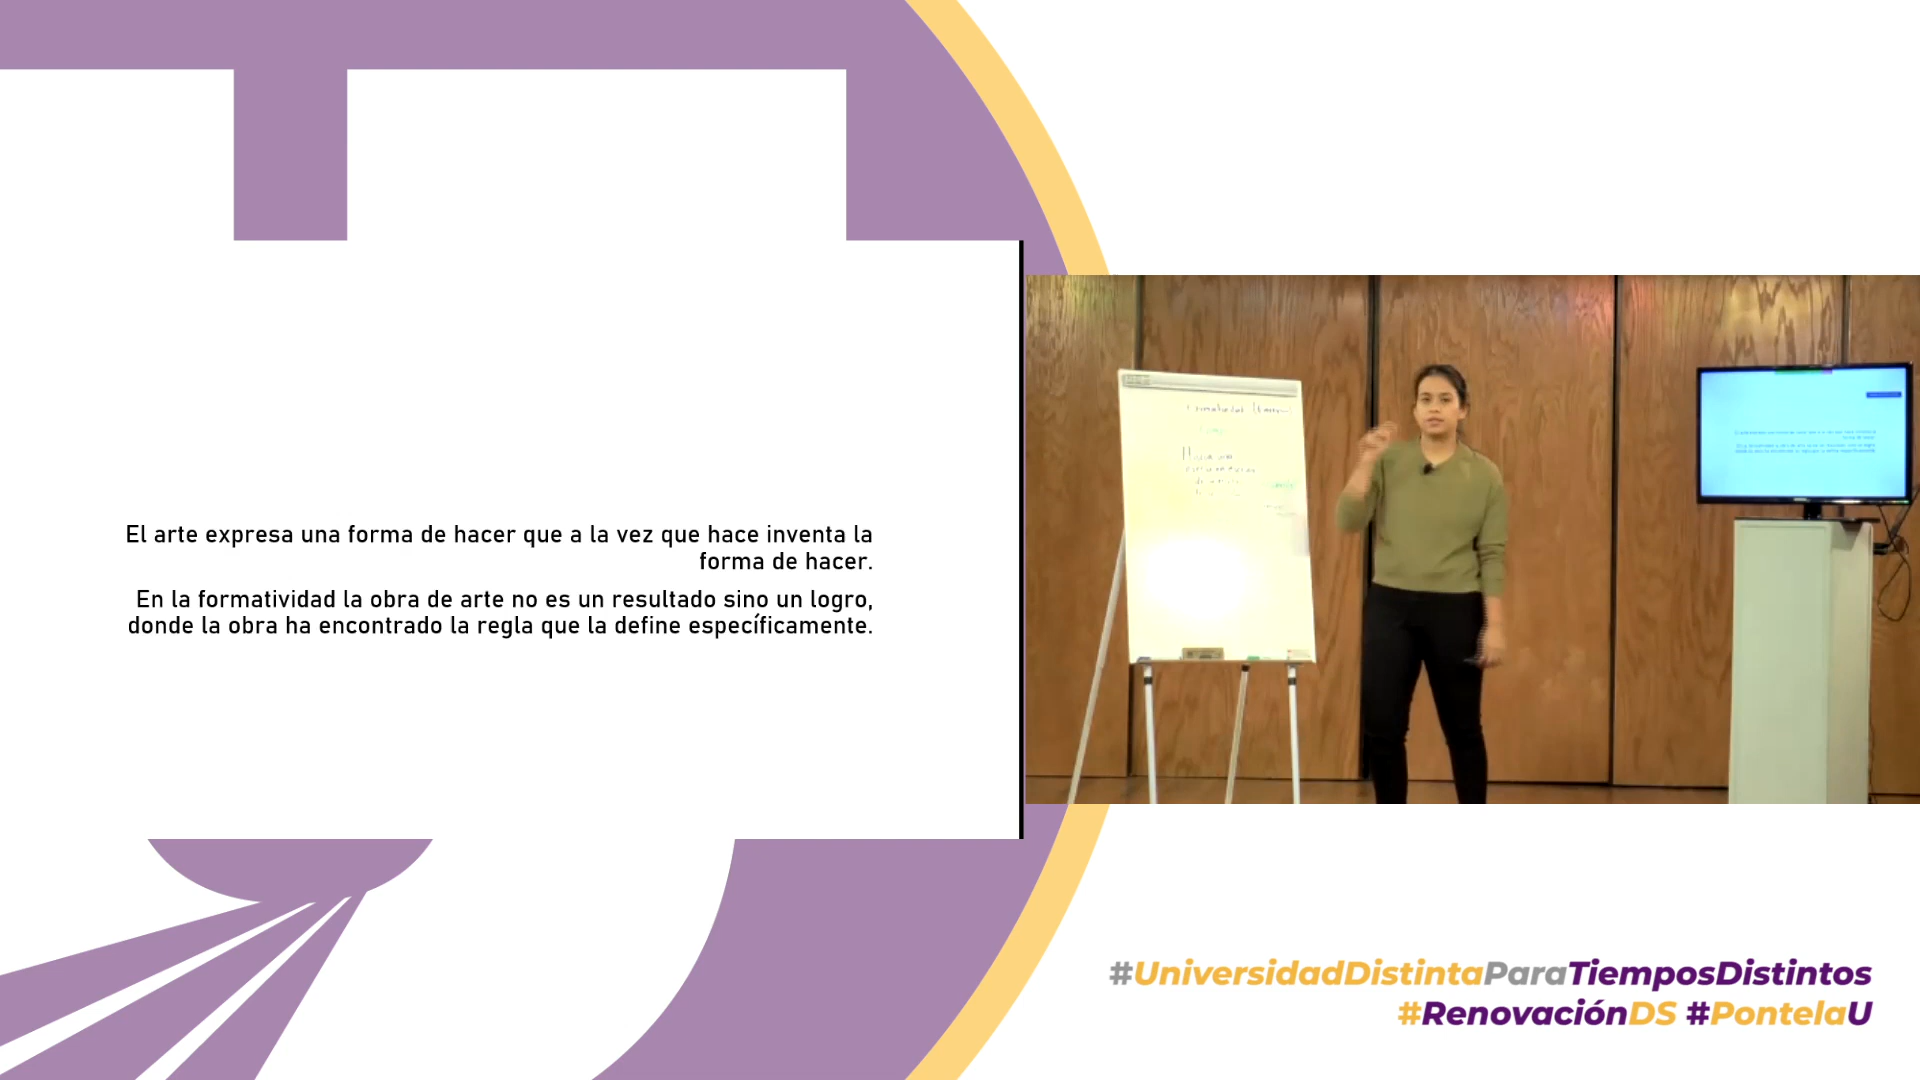 El arte expresa una forma de hacer que a la vez que hace inventa la
forma de hacer.
En la formatividad la obra de arte no es un resultado sino un logro,
donde la obra ha encontrado la regla que la define específicamente.
#UniversidadDistintaParaTiemposDistintos
#RenovaciónDS #PontelaU